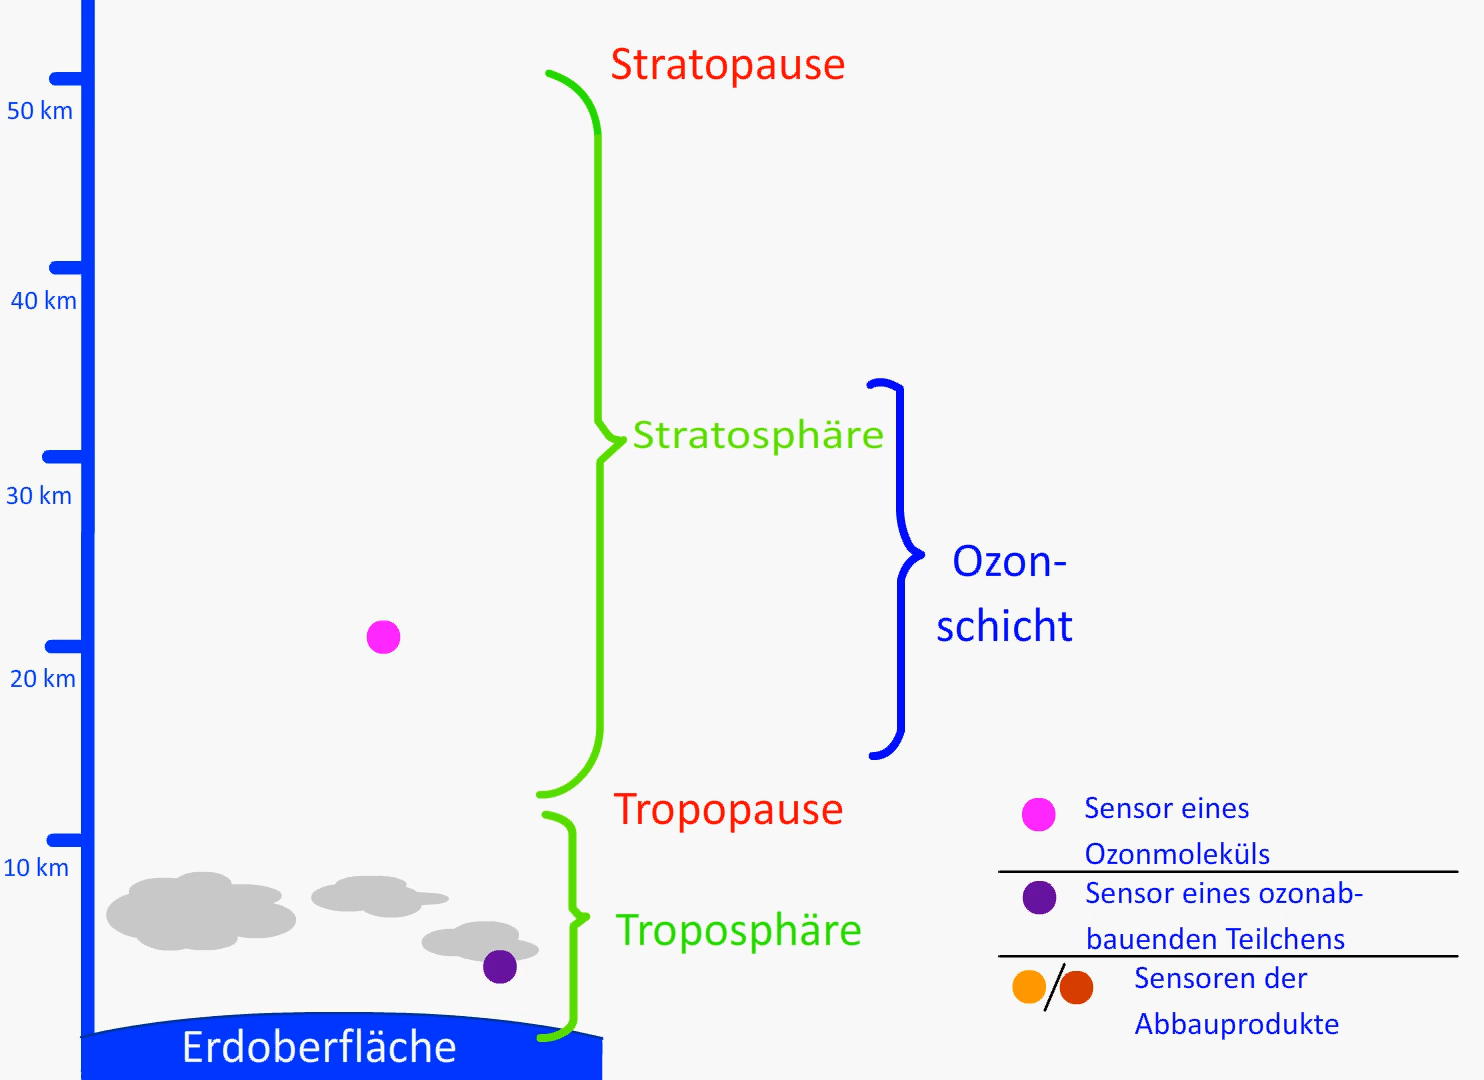 Stratopause
50 km
40 km
Stratosphäre
30 km
Ozon-
schicht
20 km
Tropopause
10 km
Troposphäre
Erdoberfläche
Sensor eines
Ozonmoleküls
Sensor eines ozonab-
bauenden Teilchens
Sensoren der
Abbauprodukte